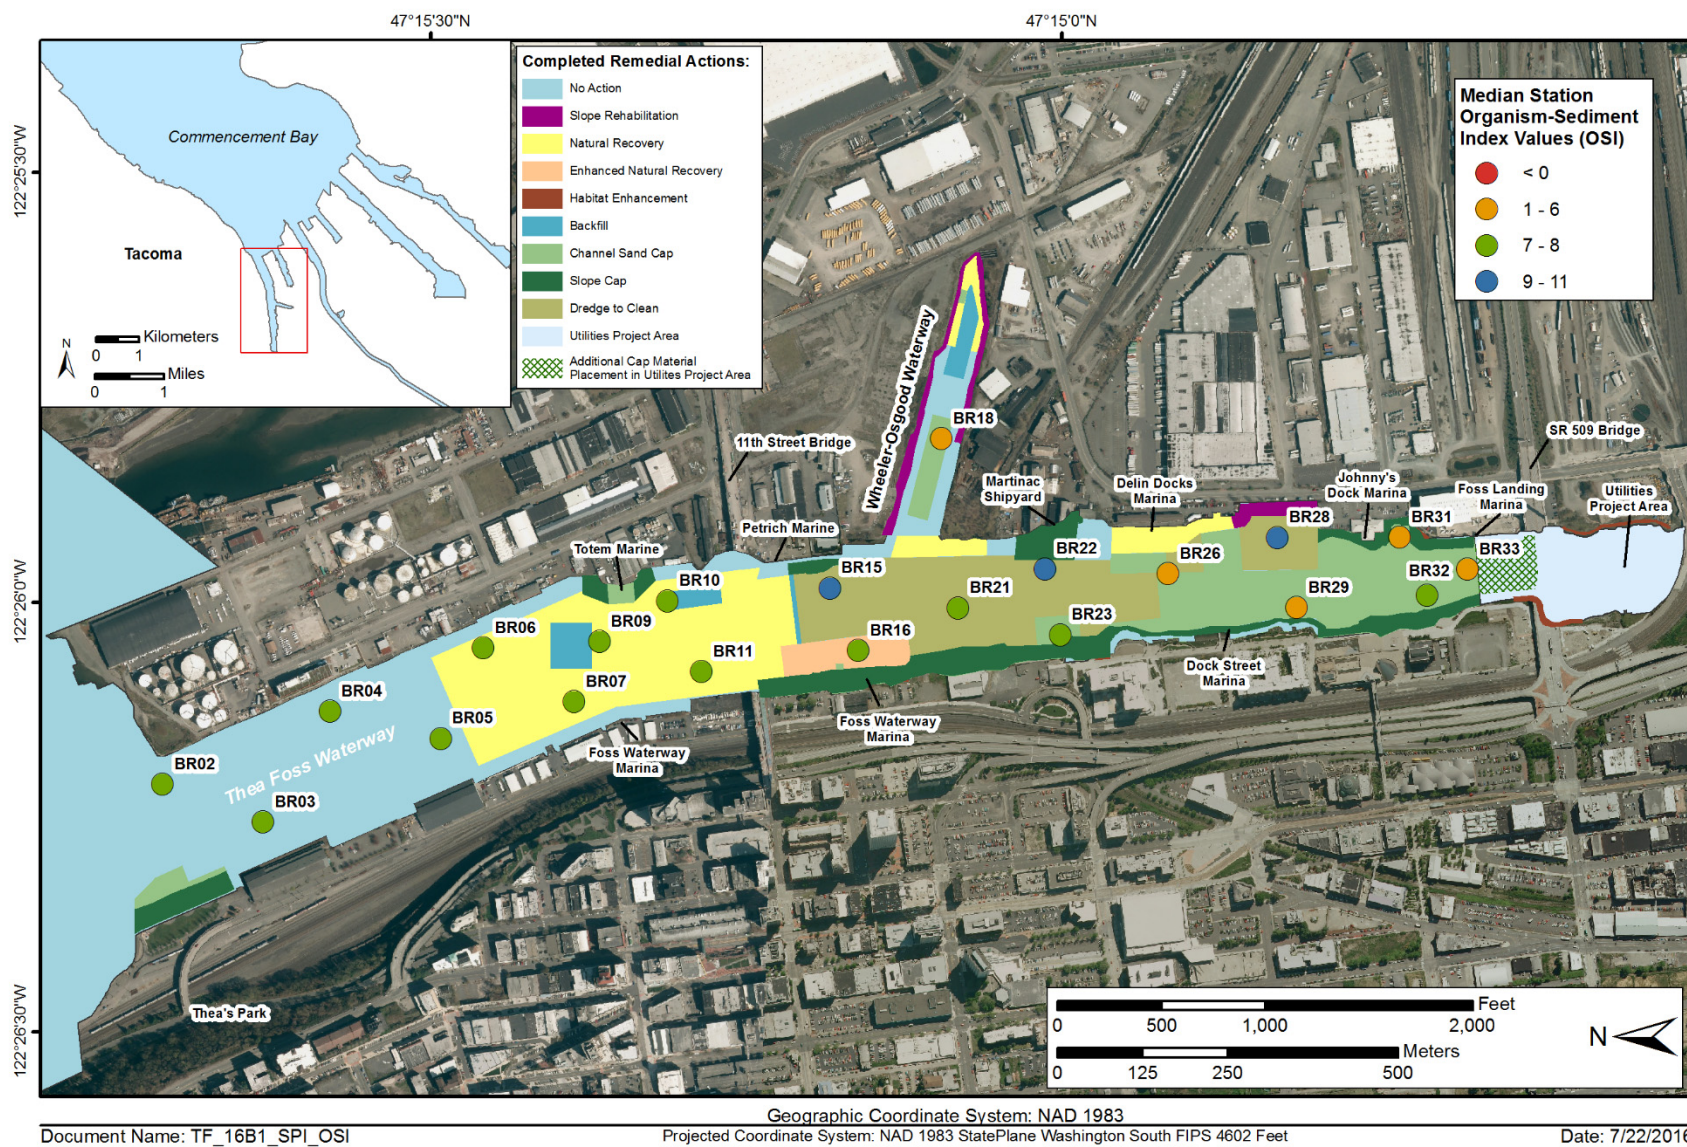 47°15'30"N
47°15'0"N
122°25'30"W
122°26'0"W
122°26'30"W
Commencement Bay
Tacoma
N
Kilometers
0 1
Miles
0 1
Completed Remedial Actions:
No Action
Slope Rehabilitation
Natural Recovery
Enhanced Natural Recovery
Habitat Enhancement
Backfill
Channel Sand Cap
Slope Cap
Dredge to Clean
Utilities Project Area
Additional Cap Material
Placement in Utilites Project Area
Median Station
Organism-Sediment
Index Values (OSI)
< 0
1 - 6
7 - 8
9 - 11
Wheeler-Osgood Waterway
BR18
11th Street Bridge
SR 509 Bridge
Martinac
Shipyard
Delin Docks
Marina
Johnny's
Dock Marina
Foss Landing
Marina
Utilities
Project Area
Petrich Marine
Totem Marine
BR28
BR31
BR22
BR26
BR33
BR10
BR15
BR21
BR29
BR32
BR06
BR09
BR23
BR16
BR11
BR07
BR04
BR05
Dock Street
Marina
Foss Waterway
Marina
Foss Waterway
Marina
Thea Foss Waterway
BR02
BR03
Thea's Park
Feet
0 500 1,000 2,000
Meters
0 125 250 500
N
Geographic Coordinate System: NAD 1983
Document Name: TF_16B1_SPI_OSI
Projected Coordinate System: NAD 1983 StatePlane Washington South FIPS 4602 Feet
Date: 7/22/2016